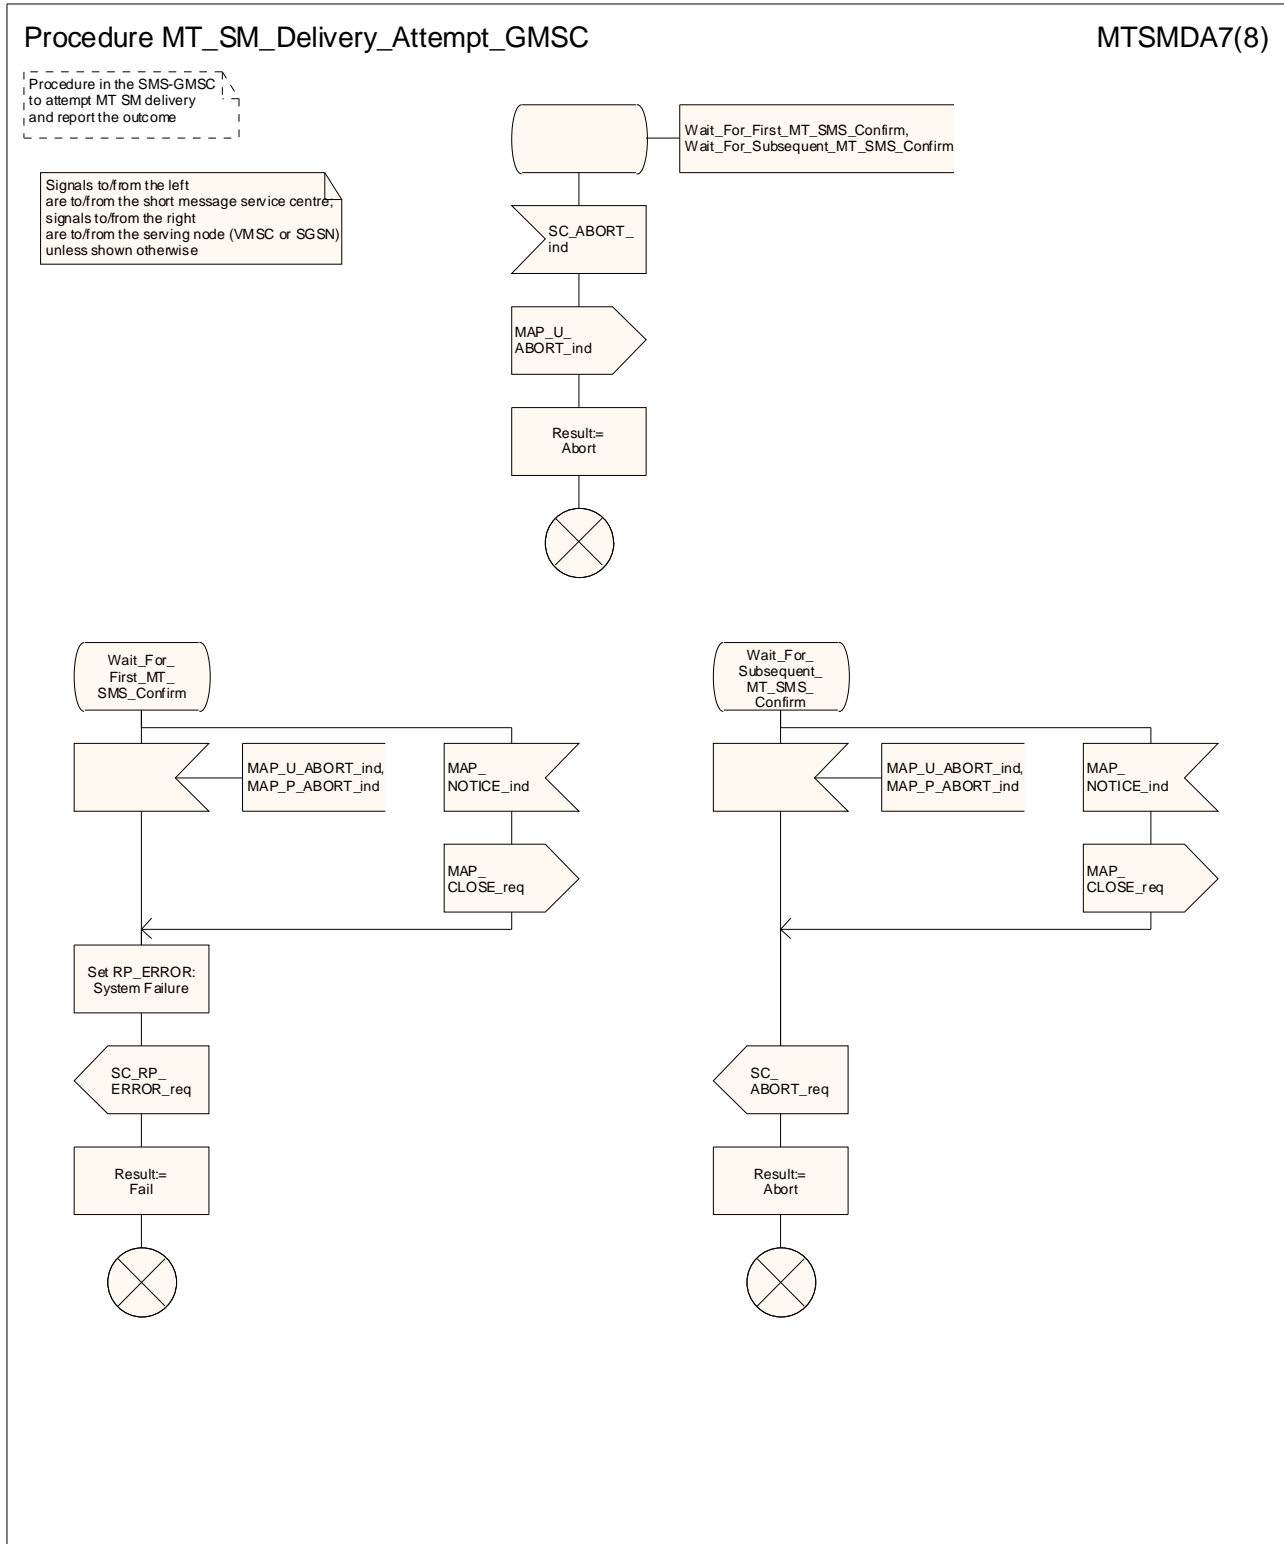 Procedure MT_SM_Delivery_Attempt_GMSC
MTSMDA7(8)
Procedure in the SMS-GMSC
to attempt MT SM delivery
and report the outcome
Signals to/from the left
are to/from the short message service centre;
signals to/from the right
are to/from the serving node (VMSC or SGSN)
unless shown otherwise
Wait_For_First_MT_SMS_Confirm,
Wait_For_Subsequent_MT_SMS_Confirm
SC_ABORT_
ind
MAP_U_
ABORT_ind
Result:=
Abort
Wait_For_
First_MT_
SMS_Confirm
MAP_U_ABORT_ind,
MAP_P_ABORT_ind
MAP_
NOTICE_ind
MAP_
CLOSE_req
Set RP_ERROR:
System Failure
SC_RP_
ERROR_req
Result:=
Fail
Wait_For_
Subsequent_
MT_SMS_
Confirm
MAP_U_ABORT_ind,
MAP_P_ABORT_ind
MAP_
NOTICE_ind
MAP_
CLOSE_req
SC_
ABORT_req
Result:=
Abort